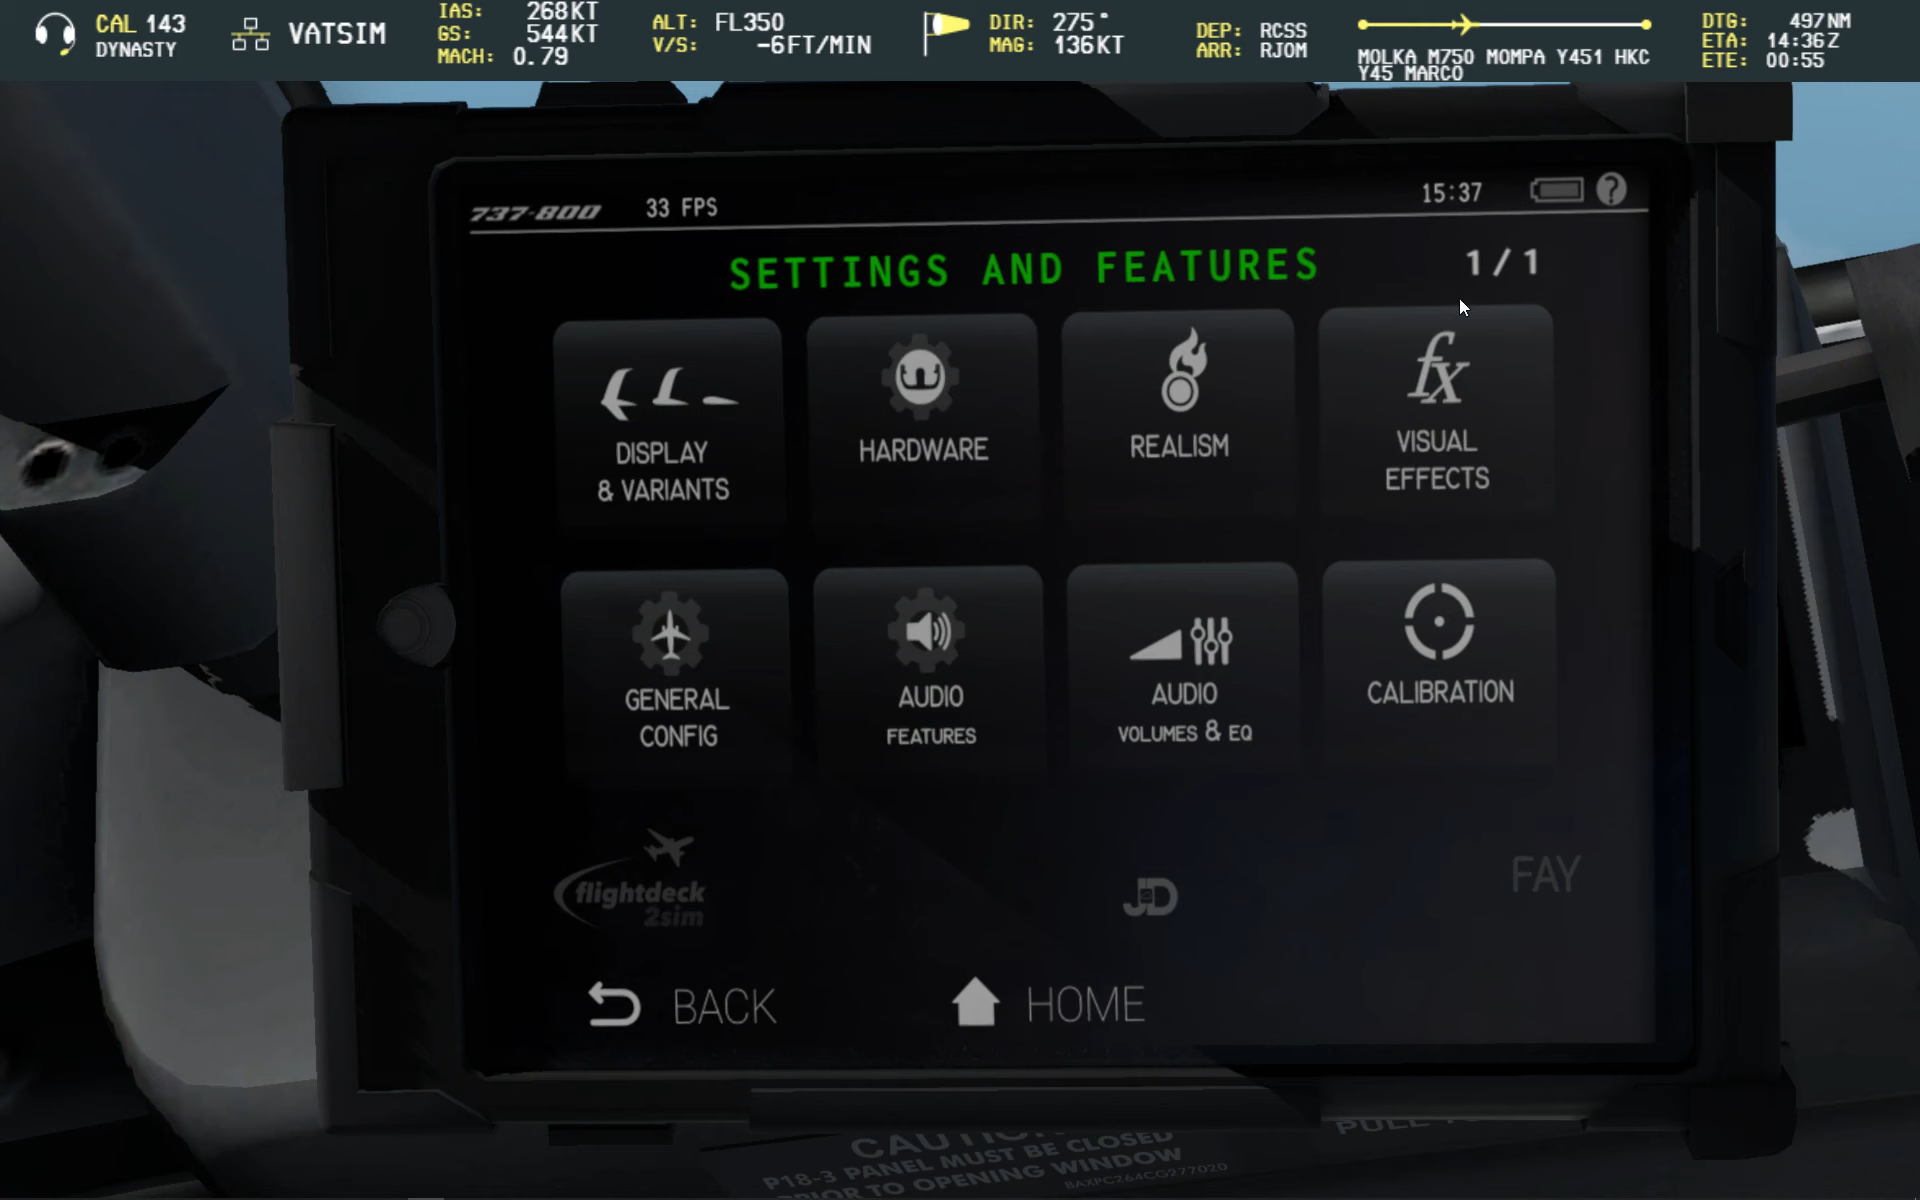 CAL 143
DYNASTY
VATSIM
IAS: 268KT
GS: 544KT
MACH: 0.79
ALT: FL350
V/S: -6FT/MIN
DIR: 275°
MAG: 136KT
DEP: RCSS
ARR: RJOM
MOLKA M750 MOMPA Y451 HKC
Y45 MARCO
DTG: 497NM
ETA: 14:36Z
ETE: 00:55
737-800 33 FPS 15:37 ?
SETTINGS AND FEATURES 1 / 1
fx
DISPLAY
& VARIANTS
HARDWARE
REALISM
VISUAL
EFFECTS
GENERAL
CONFIG
AUDIO
FEATURES
AUDIO
VOLUMES & EQ
CALIBRATION
flightdeck
2sim
JD
FAY
BACK HOME
CAUTION
P18-3 PANEL MUST BE CLOSED
PRIOR TO OPENING WINDOW
PULL